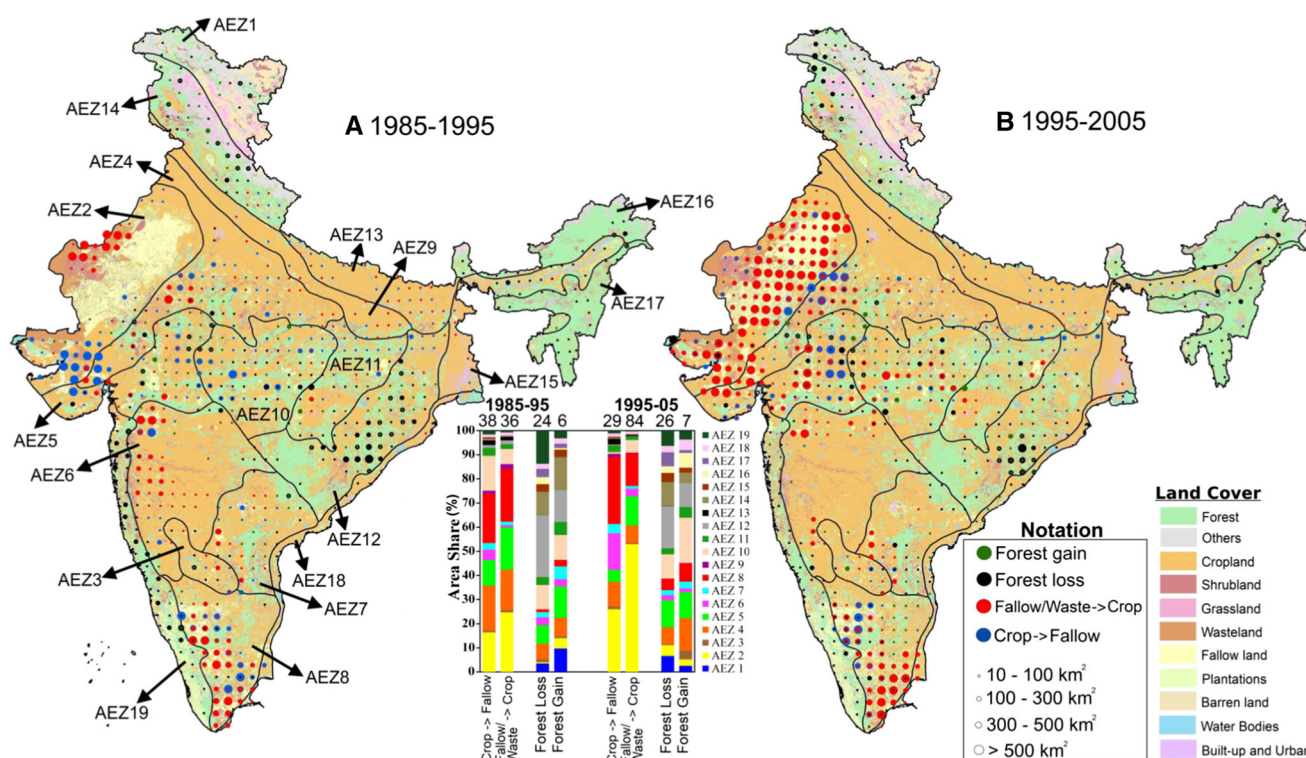 AEZ1
AEZ14
A 1985-1995
B 1995-2005
AEZ4
AEZ2
AEZ16
AEZ13
AEZ9
AEZ17
AEZ11
AEZ15
AEZ10
AEZ5
AEZ6
AEZ12
AEZ3
AEZ18
AEZ7
AEZ8
AEZ19
1985-95
1995-05
38 36 24 6 29 84 26 7
Area Share (%)
100
90
80
70
60
50
40
30
20
10
0
Crop -> Fallow
Fallow/ -> Crop
Waste
Forest Loss
Forest Gain
Crop -> Fallow
Fallow/ -> Crop
Waste
Forest Loss
Forest Gain
AEZ 19
AEZ 18
AEZ 17
AEZ 16
AEZ 15
AEZ 14
AEZ 13
AEZ 12
AEZ 11
AEZ 10
AEZ 9
AEZ 8
AEZ 7
AEZ 6
AEZ 5
AEZ 4
AEZ 3
AEZ 2
AEZ 1
Notation
Forest gain
Forest loss
Fallow/Waste->Crop
Crop->Fallow
10 - 100 km²
100 - 300 km²
300 - 500 km²
> 500 km²
Land Cover
Forest
Others
Cropland
Shrubland
Grassland
Wasteland
Fallow land
Plantations
Barren land
Water Bodies
Built-up and Urban